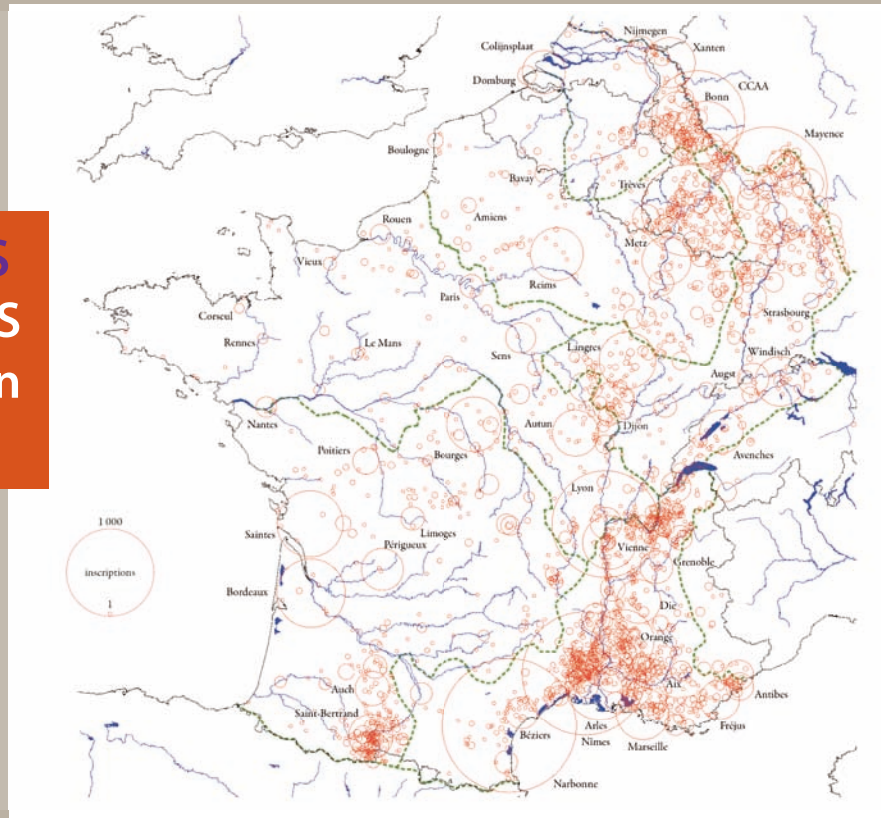 Nijmegen
Colijnsplaat
Xanten
Domburg
CCAA
Bonn
Mayence
Boulogne
Bavay
Trèves
Rouen
Amiens
Metz
Vieux
Reims
Paris
Strasbourg
Corseul
Rennes
Le Mans
Sens
Langres
Windisch
Augst
Nantes
Autun
Dijon
Poitiers
Bourges
Avenches
Lyon
1 000
Saintes
Limoges
Vienne
Périgueux
Grenoble
inscriptions
Bordeaux
1
Die
Orange
Auch
Aix
Antibes
Saint-Bertrand
Arles
Fréjus
Béziers
Nîmes
Marseille
Narbonne
S
S
n